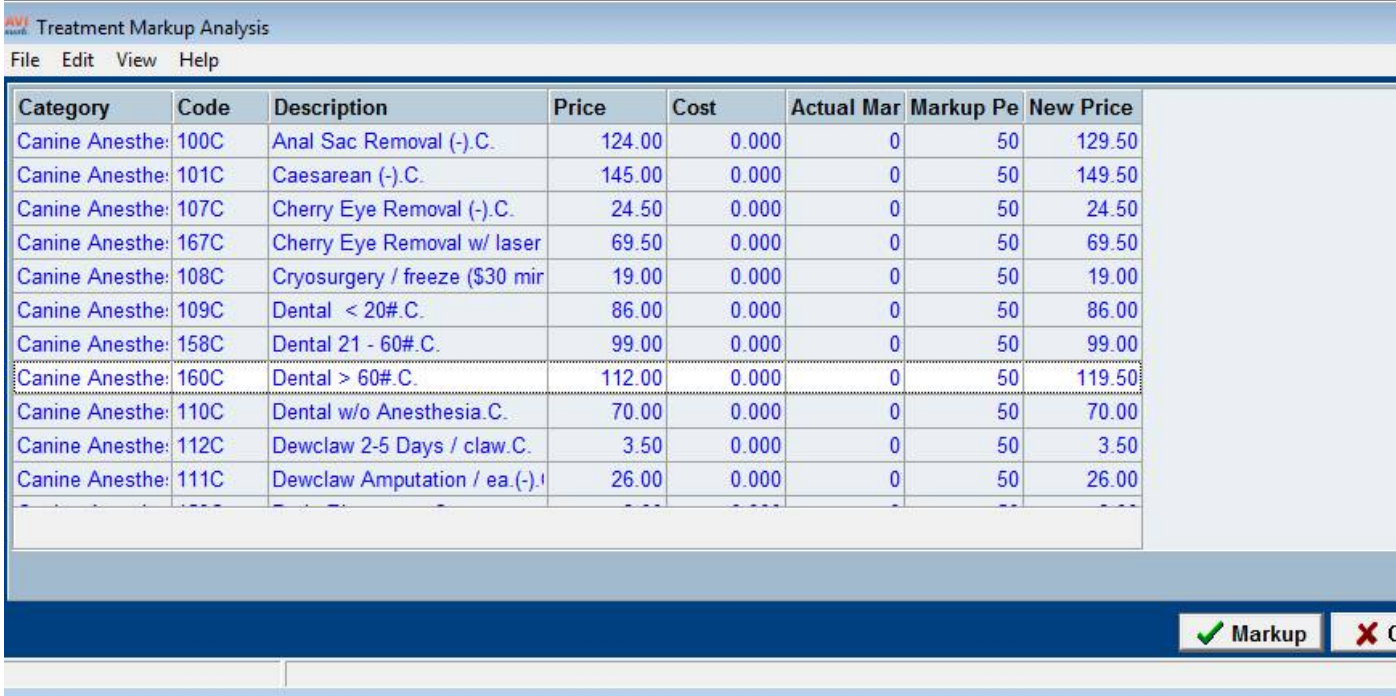 AVI mark Treatment Markup Analysis
File Edit View Help
Category Code Description Price Cost Actual Mar Markup Pe New Price
Canine Anesthe 100C Anal Sac Removal (-).C. 124.00 0.000 0 50 129.50
Canine Anesthe 101C Caesarean (-).C. 145.00 0.000 0 50 149.50
Canine Anesthe 107C Cherry Eye Removal (-).C. 24.50 0.000 0 50 24.50
Canine Anesthe 167C Cherry Eye Removal w/ laser 69.50 0.000 0 50 69.50
Canine Anesthe 108C Cryosurgery / freeze ($30 min 19.00 0.000 0 50 19.00
Canine Anesthe 109C Dental < 20#.C. 86.00 0.000 0 50 86.00
Canine Anesthe 158C Dental 21 - 60#.C. 99.00 0.000 0 50 99.00
Canine Anesthe 160C Dental > 60#.C. 112.00 0.000 0 50 119.50
Canine Anesthe 110C Dental w/o Anesthesia.C. 70.00 0.000 0 50 70.00
Canine Anesthe 112C Dewclaw 2-5 Days / claw.C. 3.50 0.000 0 50 3.50
Canine Anesthe 111C Dewclaw Amputation / ea.(-). 26.00 0.000 0 50 26.00
Markup